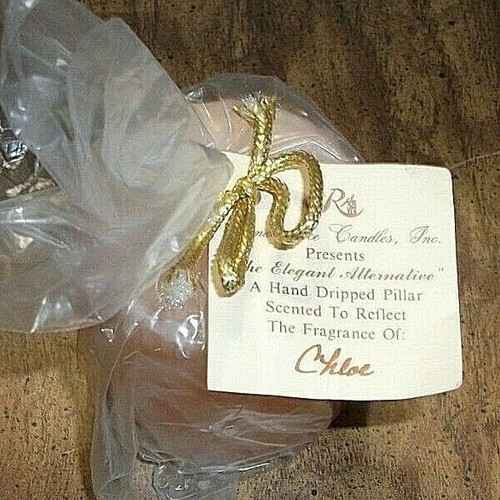 R
Candles, Inc.
Presents
The Elegant Alternative"
A Hand Dripped Pillar
Scented To Reflect
The Fragrance Of:
Chloe